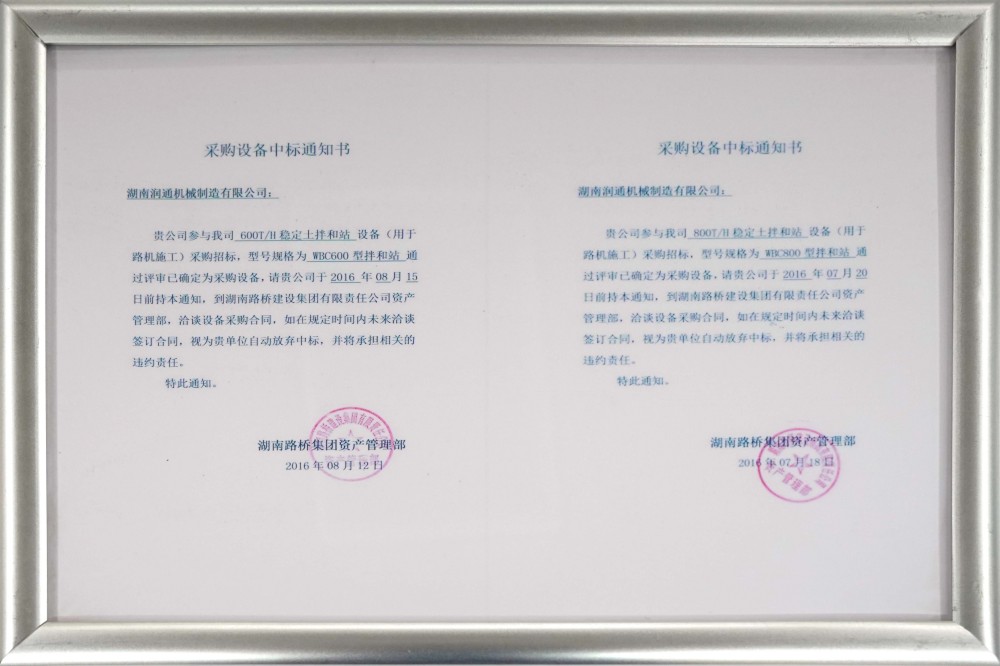 采购设备中标通知书
湖南润通机械制造有限公司：
贵公司参与我司 600T/H 稳定土拌和站 设备（用于
路机施工）采购招标，型号规格为 WBC600 型拌和站 通
过评审已确定为采购设备，请贵公司于 2016 年 08 月 15
日前持本通知，到湖南路桥建设集团有限责任公司资产
管理部，洽谈设备采购合同，如在规定时间内未来洽谈
签订合同，视为贵单位自动放弃中标，并将承担相关的
违约责任。
特此通知。
湖南路桥集团资产管理部
2016 年 08 月 12 日
采购设备中标通知书
湖南润通机械制造有限公司：
贵公司参与我司 800T/H 稳定土拌和站 设备（用于
路机施工）采购招标，型号规格为 WBC800 型拌和站 通
过评审已确定为采购设备，请贵公司于 2016 年 07 月 20
日前持本通知，到湖南路桥建设集团有限责任公司资产
管理部，洽谈设备采购合同，如在规定时间内未来洽谈
签订合同，视为贵单位自动放弃中标，并将承担相关的
违约责任。
特此通知。
湖南路桥集团资产管理部
2016 年 07 月 18 日